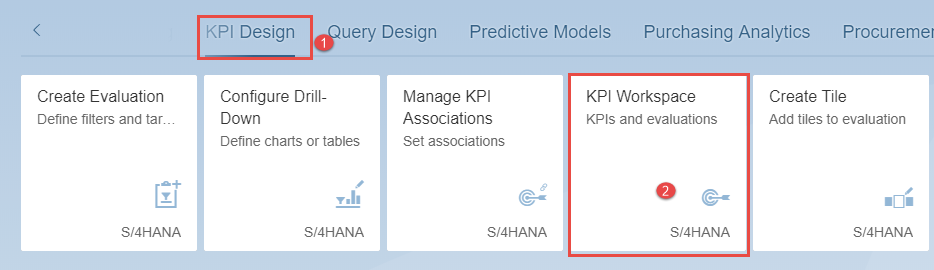 KPI Design 1 Query Design Predictive Models Purchasing Analytics Procuremen
Create Evaluation
Define filters and tar...
S/4HANA
Configure Drill-
Down
Define charts or tables
S/4HANA
Manage KPI
Associations
Set associations
S/4HANA
KPI Workspace
KPIs and evaluations
2
S/4HANA
Create Tile
Add tiles to evaluation
S/4HANA